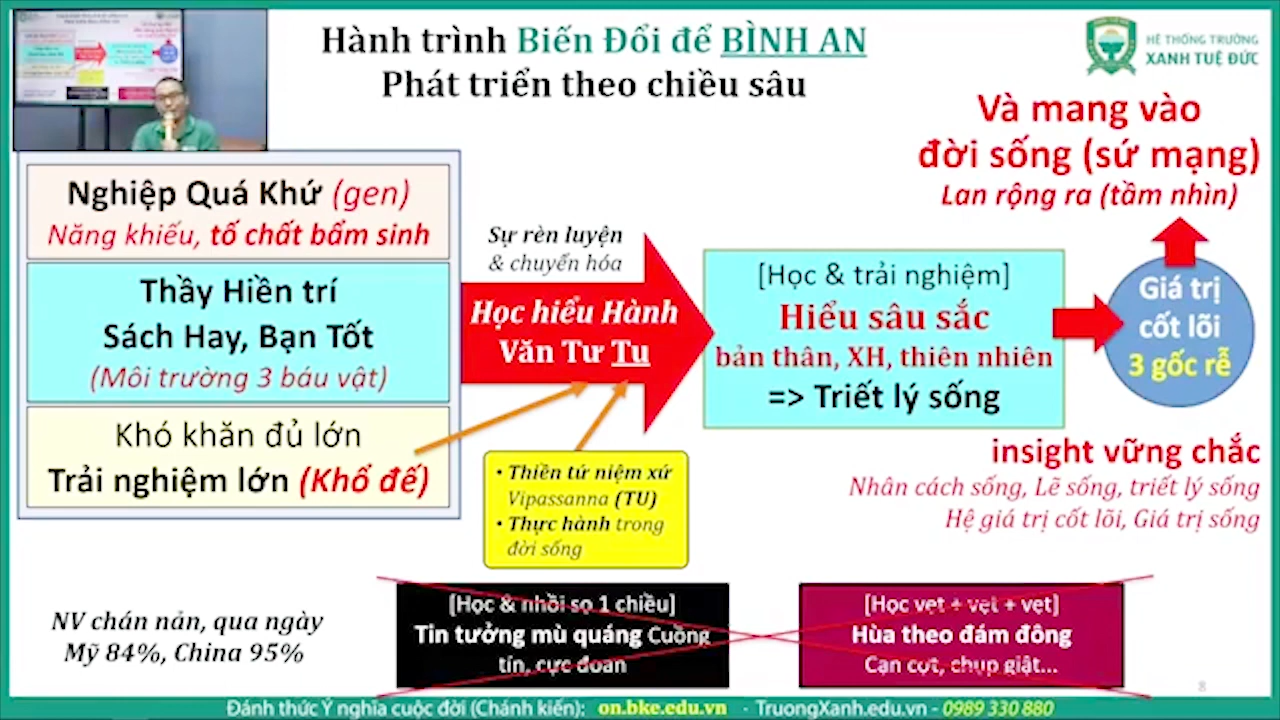 Hành trình Biến Đổi để BÌNH AN
Phát triển theo chiều sâu
HỆ THỐNG TRƯỜNG
XANH TUỆ ĐỨC
Và mang vào
đời sống (sứ mạng)
Lan rộng ra (tầm nhìn)
Nghiệp Quá Khứ (gen)
Năng khiếu, tố chất bẩm sinh
Thầy Hiền trí
Sách Hay, Bạn Tốt
(Môi trường 3 báu vật)
Khó khăn đủ lớn
Trải nghiệm lớn (Khổ đế)
Sự rèn luyện
& chuyển hóa
Học hiểu Hành
Văn Tư Tu
• Thiền tứ niệm xứ
Vipassanna (TU)
• Thực hành trong
đời sống
[Học & trải nghiệm]
Hiểu sâu sắc
bản thân, XH, thiên nhiên
=> Triết lý sống
Giá trị
cốt lõi
3 gốc rễ
insight vững chắc
Nhân cách sống, Lẽ sống, triết lý sống
Hệ giá trị cốt lõi, Giá trị sống
NV chán nản, qua ngày
Mỹ 84%, China 95%
[Học & nhồi sọ 1 chiều]
Tin tưởng mù quáng Cuồng
tín, cực đoan
[Học vẹt + vẹt + vẹt]
Hùa theo đám đông
Cạn cợt, chụp giật...
8
Đánh thức Ý nghĩa cuộc đời (Chánh kiến): on.bke.edu.vn - TruongXanh.edu.vn - 0989 330 880